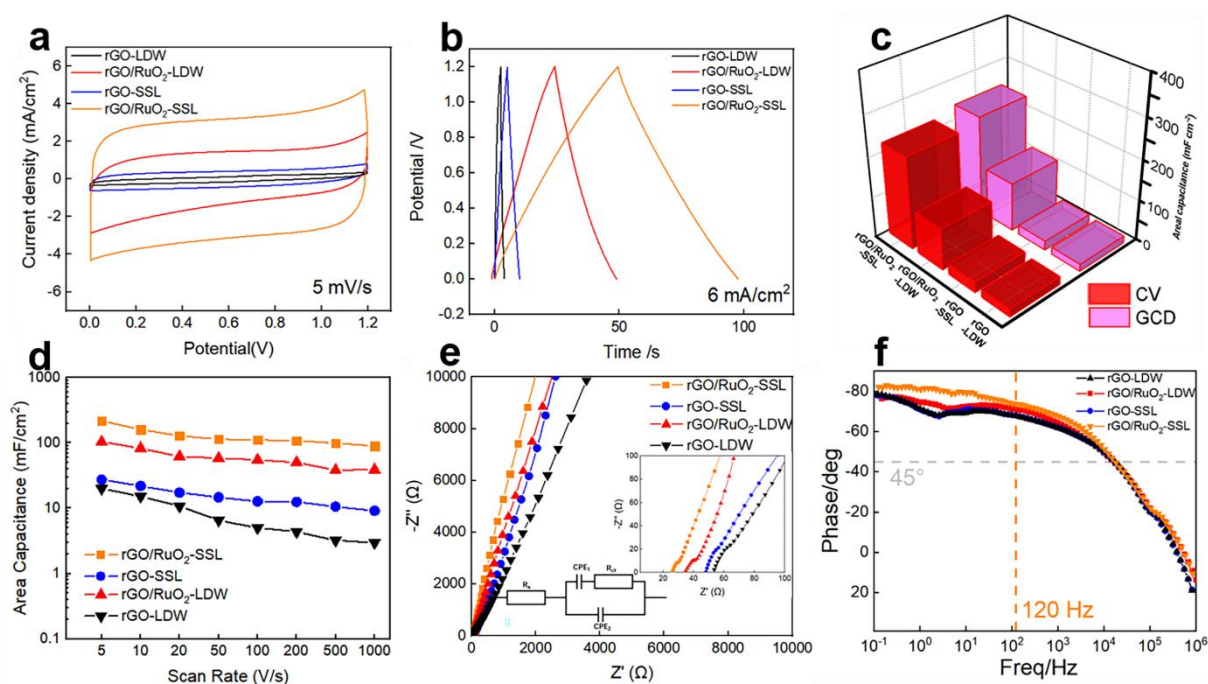 a
rGO-LDW
rGO/RuO₂-LDW
rGO-SSL
rGO/RuO₂-SSL
Current density (mA/cm²)
6
4
2
0
-2
-4
-6
0.0 0.2 0.4 0.6 0.8 1.0 1.2
5 mV/s
Potential(V)
b
rGO-LDW
rGO/RuO₂-LDW
rGO-SSL
rGO/RuO₂-SSL
Potential /V
1.2
1.0
0.8
0.6
0.4
0.2
0.0
-0.2
0 50 100
6 mA/cm²
Time /s
c
400
300
200
100
0
Areal capacitance (mF cm⁻²)
rGO/RuO₂
-SSL
rGO/RuO₂
-LDW
rGO
-SSL
rGO
-LDW
CV
GCD
d
Area Capacitance (mF/cm²)
1000
100
10
1
0.1
rGO/RuO₂-SSL
rGO-SSL
rGO/RuO₂-LDW
rGO-LDW
5 10 20 50 100 200 500 1000
Scan Rate (V/s)
e
-Z'' (Ω)
10000
8000
6000
4000
2000
0
rGO/RuO₂-SSL
rGO-SSL
rGO/RuO₂-LDW
rGO-LDW
-Z'' (Ω)
100
80
60
40
20
0
20 40 60 80 100
Z' (Ω)
CPE₁
CPE₂
0 2000 4000 6000 8000 10000
Z' (Ω)
f
Phase/deg
-80
-60
-40
-20
0
20
rGO-LDW
rGO/RuO₂-LDW
rGO-SSL
rGO/RuO₂-SSL
45°
120 Hz
10⁻¹ 10⁰ 10¹ 10² 10³ 10⁴ 10⁵ 10⁶
Freq/Hz